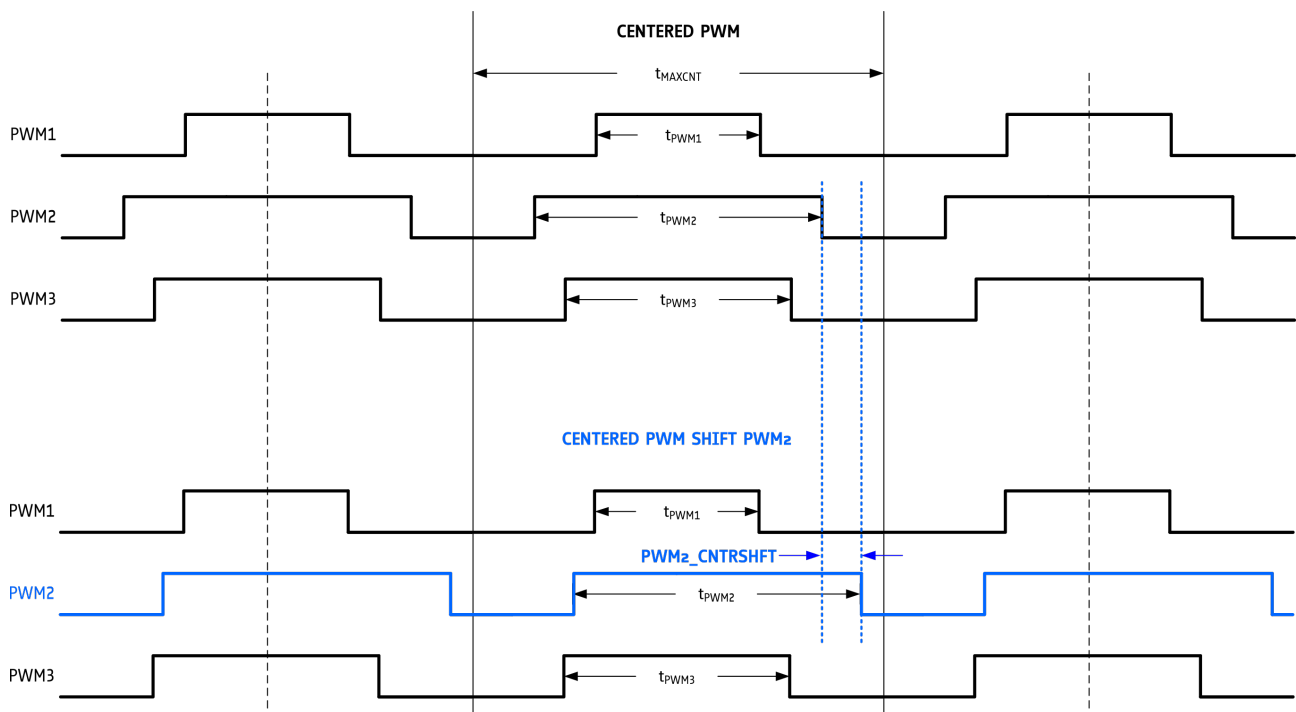 CENTERED PWM
tMAXCNT
PWM1
tPWM1
PWM2
tPWM2
PWM3
tPWM3
CENTERED PWM SHIFT PWM2
PWM1
tPWM1
PWM2_CNTRSHFT
PWM2
tPWM2
PWM3
tPWM3